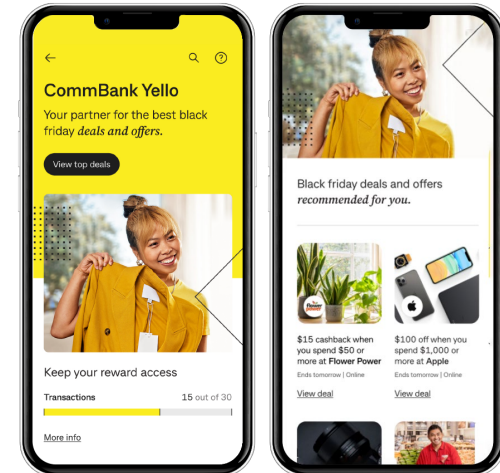 CommBank Yello
Your partner for the best black
friday deals and offers.
View top deals
Keep your reward access
Transactions 15 out of 30
More info
Black friday deals and offers
recommended for you.
flower
power
$15 cashback when
you spend $50 or
more at Flower Power
Ends tomorrow | Online
View deal
$100 off when you
spend $1,000 or
more at Apple
Ends tomorrow | Online
View deal